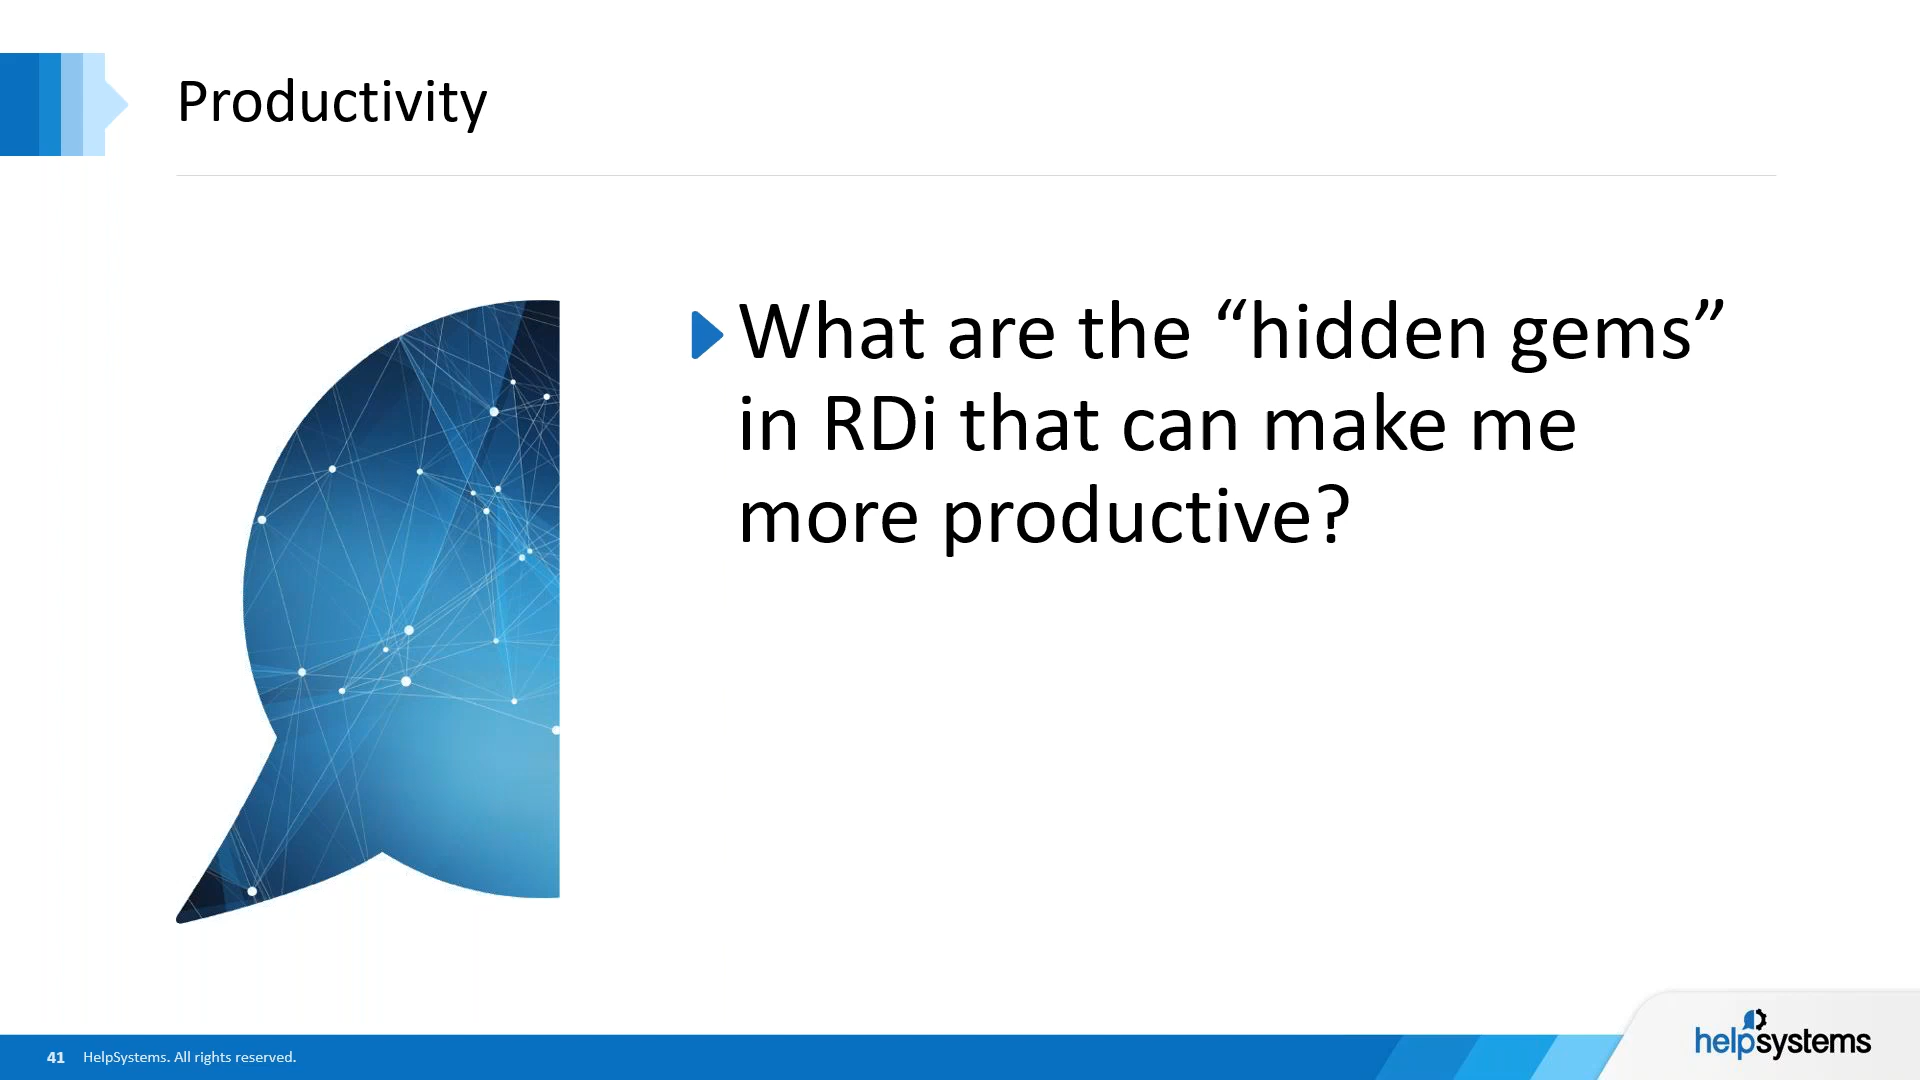 Productivity
What are the “hidden gems”
in RDi that can make me
more productive?
41 HelpSystems. All rights reserved.
helpsystems